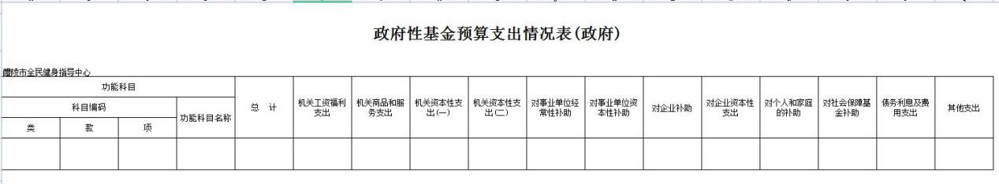 政府性基金预算支出情况表(政府)
醴陵市全民健身指导中心
功能科目
科目编码
功能科目名称
类
款
项
总 计
机关工资福利
支出
机关商品和服
务支出
机关资本性支
出(一)
机关资本性支
出(二)
对事业单位经
常性补助
对事业单位资
本性补助
对企业补助
对企业资本性
支出
对个人和家庭
的补助
对社会保障基
金补助
债务利息及费
用支出
其他支出